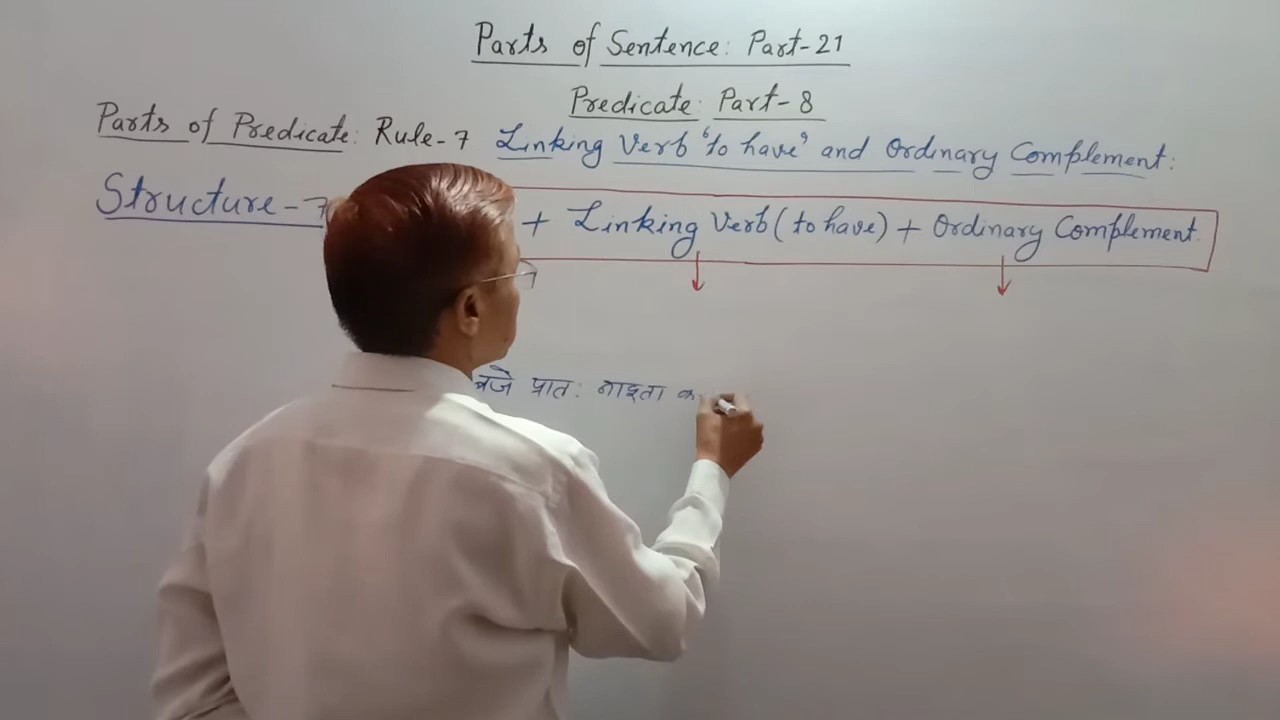 Parts of Sentence: Part-21
Predicate: Part-8
Parts of Predicate: Rule-7 Linking Verb 'to have' and Ordinary Complement:
Structure-7
+ Linking Verb (to have) + Ordinary Complement
बजे प्रातः नाश्ता क